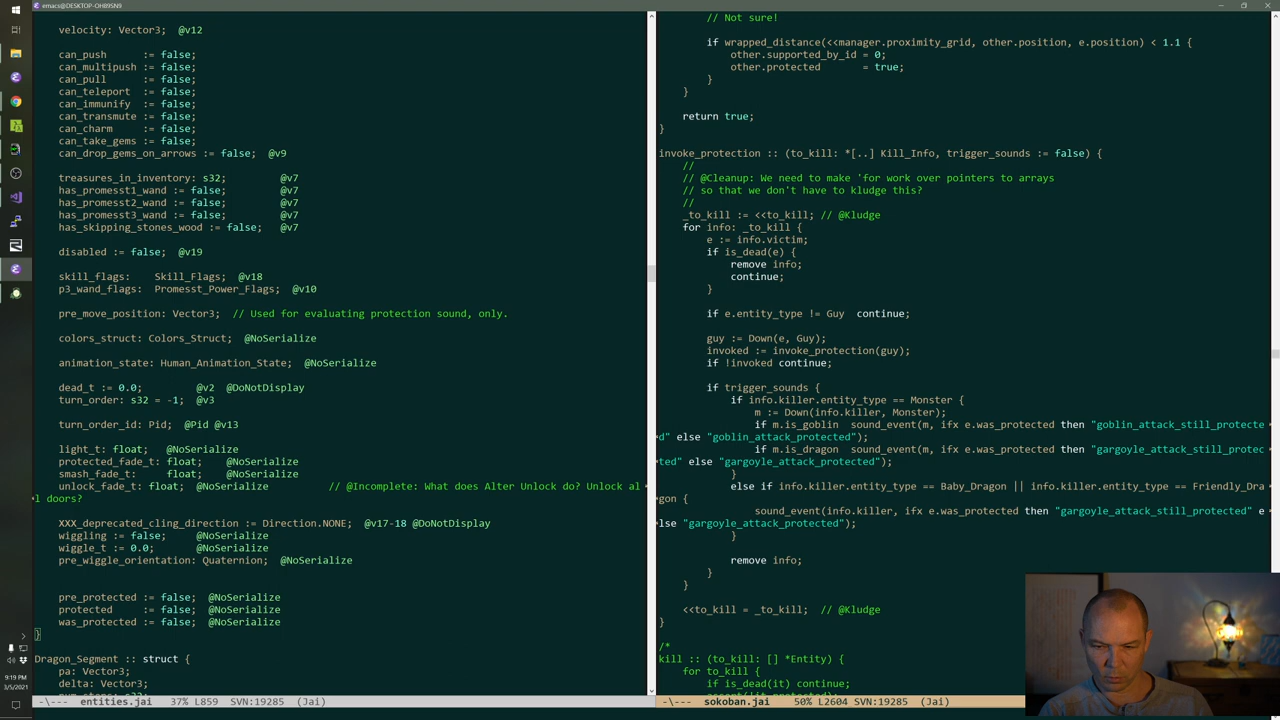 emacs@DESKTOP-OH89SN9
velocity: Vector3; @v12
can_push := false;
can_multipush := false;
can_pull := false;
can_teleport := false;
can_immunify := false;
can_transmute := false;
can_charm := false;
can_take_gems := false;
can_drop_gems_on_arrows := false; @v9
treasures_in_inventory: s32; @v7
has_promesst1_wand := false; @v7
has_promesst2_wand := false; @v7
has_promesst3_wand := false; @v7
has_skipping_stones_wood := false; @v7
disabled := false; @v19
skill_flags: Skill_Flags; @v18
p3_wand_flags: Promesst_Power_Flags; @v10
pre_move_position: Vector3; // Used for evaluating protection sound, only.
colors_struct: Colors_Struct; @NoSerialize
animation_state: Human_Animation_State; @NoSerialize
dead_t := 0.0; @v2 @DoNotDisplay
turn_order: s32 = -1; @v3
turn_order_id: Pid; @Pid @v13
light_t: float; @NoSerialize
protected_fade_t: float; @NoSerialize
smash_fade_t: float; @NoSerialize
unlock_fade_t: float; @NoSerialize // @Incomplete: What does Alter Unlock do? Unlock al
l doors?
XXX_deprecated_cling_direction := Direction.NONE; @v17-18 @DoNotDisplay
wiggling := false; @NoSerialize
wiggle_t := 0.0; @NoSerialize
pre_wiggle_orientation: Quaternion; @NoSerialize
pre_protected := false; @NoSerialize
protected := false; @NoSerialize
was_protected := false; @NoSerialize
}
Dragon_Segment :: struct {
pa: Vector3;
delta: Vector3;
-\--- entities.jai 37% L859 SVN:19285 (Jai)
// Not sure!
if wrapped_distance(<<manager.proximity_grid, other.position, e.position) < 1.1 {
other.supported_by_id = 0;
other.protected = true;
}
}
return true;
}
invoke_protection :: (to_kill: *[..] Kill_Info, trigger_sounds := false) {
//
// @Cleanup: We need to make 'for work over pointers to arrays
// so that we don't have to kludge this?
//
_to_kill := <<to_kill; // @Kludge
for info: _to_kill {
e := info.victim;
if is_dead(e) {
remove info;
continue;
}
if e.entity_type != Guy continue;
guy := Down(e, Guy);
invoked := invoke_protection(guy);
if !invoked continue;
if trigger_sounds {
if info.killer.entity_type == Monster {
m := Down(info.killer, Monster);
if m.is_goblin sound_event(m, ifx e.was_protected then "goblin_attack_still_protecte
d" else "goblin_attack_protected");
if m.is_dragon sound_event(m, ifx e.was_protected then "gargoyle_attack_still_protec
ted" else "gargoyle_attack_protected");
}
else if info.killer.entity_type == Baby_Dragon || info.killer.entity_type == Friendly_Dra
gon {
sound_event(info.killer, ifx e.was_protected then "gargoyle_attack_still_protected" e
lse "gargoyle_attack_protected");
}
remove info;
}
}
<<to_kill = _to_kill; // @Kludge
}
/*
kill :: (to_kill: [] *Entity) {
for to_kill {
if is_dead(it) continue;
-\--- sokoban.jai 50% L2604 SVN:19285 (Jai)
9:19 PM
3/5/2021